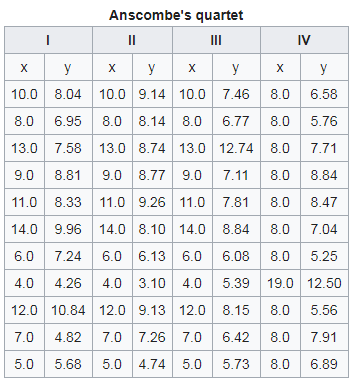 Anscombe's quartet
I II III IV
x y x y x y x y
10.0 8.04 10.0 9.14 10.0 7.46 8.0 6.58
8.0 6.95 8.0 8.14 8.0 6.77 8.0 5.76
13.0 7.58 13.0 8.74 13.0 12.74 8.0 7.71
9.0 8.81 9.0 8.77 9.0 7.11 8.0 8.84
11.0 8.33 11.0 9.26 11.0 7.81 8.0 8.47
14.0 9.96 14.0 8.10 14.0 8.84 8.0 7.04
6.0 7.24 6.0 6.13 6.0 6.08 8.0 5.25
4.0 4.26 4.0 3.10 4.0 5.39 19.0 12.50
12.0 10.84 12.0 9.13 12.0 8.15 8.0 5.56
7.0 4.82 7.0 7.26 7.0 6.42 8.0 7.91
5.0 5.68 5.0 4.74 5.0 5.73 8.0 6.89